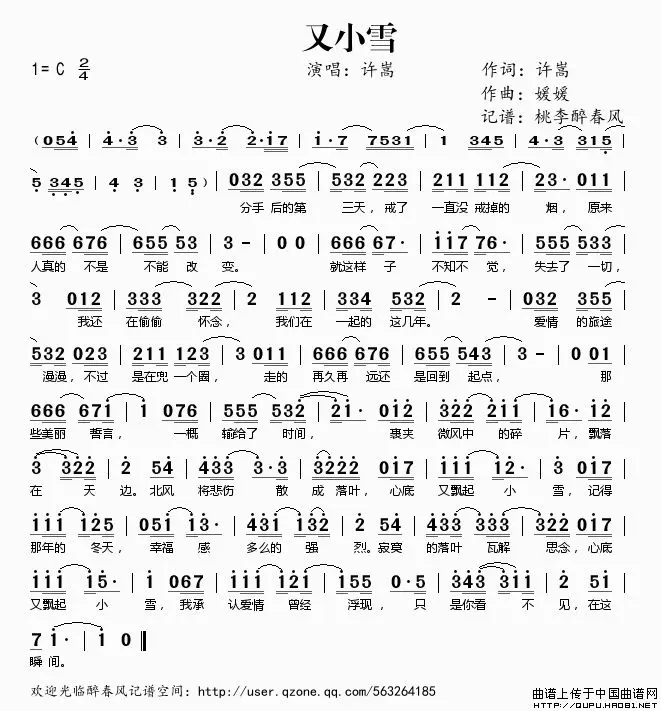 又小雪
1= C 2/4 演唱：许嵩 作词：许嵩
作曲：媛媛
记谱：桃李醉春风
( 054 | 4·3 3 | 3·2 2·17 | 1·7 7531 | 1 345 | 4·3 315 |
5 345 | 4 3 | 1 5 ) | 032 355 | 532 223 | 211 112 | 23· 011 |
分手 后的第 三天，戒了 一直没 戒掉的 烟，原来
666 676 | 655 53 | 3 - | 0 0 | 666 67· | 1176· | 555 533 |
人真的 不是 不能 改 变。 就这样 子 不知不 觉，失去了 一切，
3 012 | 333 322 | 2 112 | 334 532 | 2 - | 032 355 |
我还 在偷偷 怀念，我们在 一起的 这几年。 爱情 的旅途
532 023 | 211 123 | 3 011 | 666 676 | 655 543 | 3 - | 0 01 |
漫漫，不过 是在兜 一个圈， 走的 再久再 远还 是回到 起点， 那
666 671 | 1 076 | 555 532 | 21· 012 | 322 211 | 16· 12 |
些美丽 誓言， 一概 输给了 时间， 裹夹 微风中 的碎 片，飘落
3 322 | 2 54 | 433 3·3 | 3222 017 | 111 12· | 3 017 |
在 天 边。北风 将悲伤 散 成 落叶，心底 又飘起 小 雪，记得
111 125 | 051 13· | 431 132 | 2 54 | 433 333 | 322 017 |
那年的 冬天，幸福 感 多么的 强 烈。寂寞 的落叶 瓦解 思念，心底
111 15· | 1 067 | 111 127 | 155 0·5 | 343 311 | 2 51 |
又飘起 小 雪，我承 认爱情 曾经 浮现，只 是你看 不 见，在这
7 1· | 1 0 ‖
瞬 间。
欢迎光临醉春风记谱空间：http://user.qzone.qq.com/563264185
曲谱上传于中国曲谱网
HTTP://QUPU.HAO81.NET